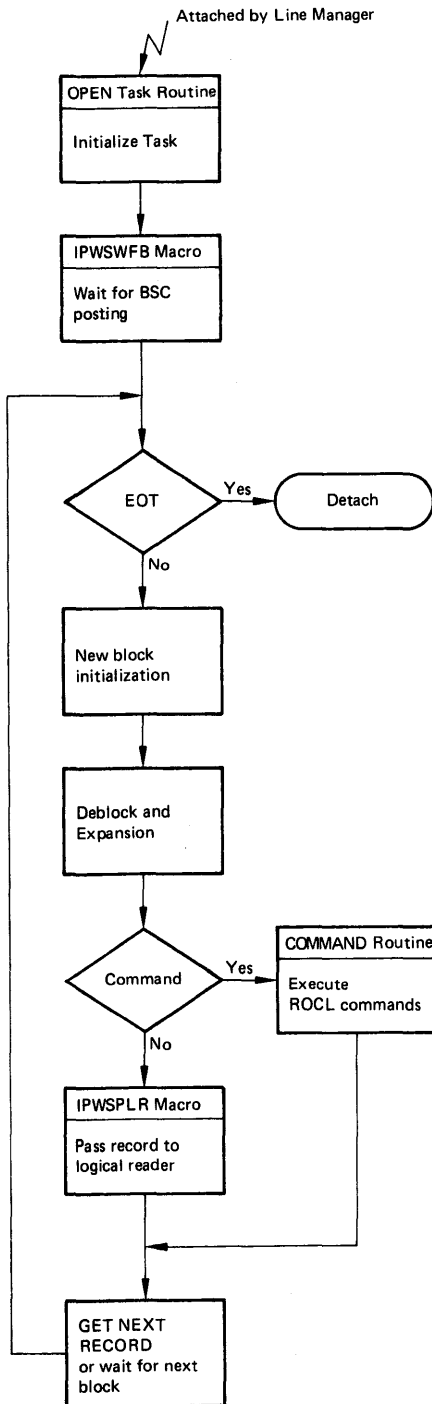 Attached by Line Manager
OPEN Task Routine
Initialize Task
IPWSWFB Macro
Wait for BSC
posting
EOT
Yes
Detach
No
New block
initialization
Deblock and
Expansion
Command
Yes
COMMAND Routine
Execute
ROCL commands
No
IPWSPLR Macro
Pass record to
logical reader
GET NEXT
RECORD
or wait for next
block